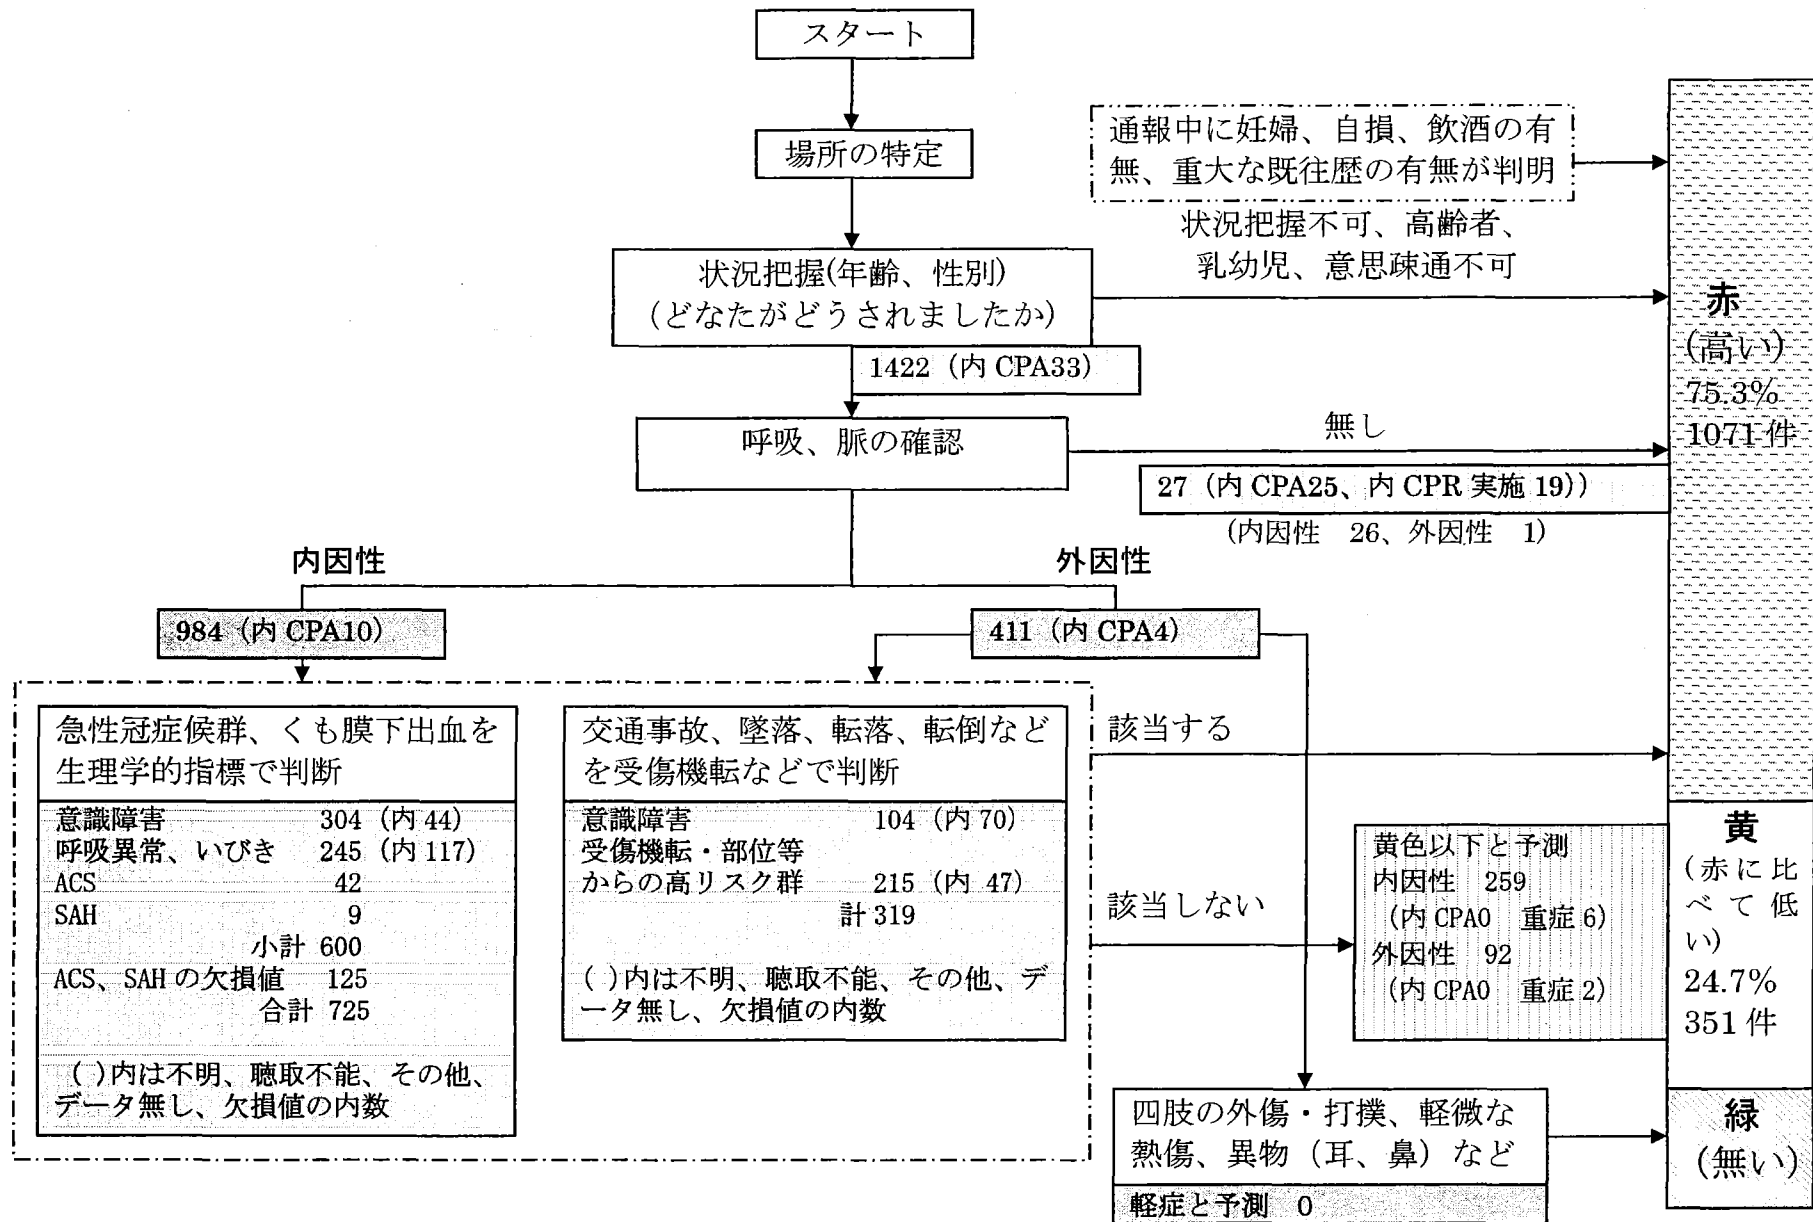 スタート
場所の特定
通報中に妊婦、自損、飲酒の有
無、重大な既往歴の有無が判明
状況把握不可、高齢者、
乳幼児、意思疎通不可
状況把握(年齢、性別)
(どなたがどうされましたか)
1422（内 CPA33）
呼吸、脈の確認
無し
27（内 CPA25、内 CPR 実施 19））
(内因性　26、外因性　1)
赤
(高い)
75.3%
1071 件
内因性
外因性
984（内 CPA10）
411（内 CPA4）
急性冠症候群、くも膜下出血を
生理学的指標で判断
意識障害 304（内 44）
呼吸異常、いびき 245（内 117）
ACS 42
SAH 9
小計 600
ACS、SAH の欠損値 125
合計 725
( )内は不明、聴取不能、その他、
データ無し、欠損値の内数
交通事故、墜落、転落、転倒など
を受傷機転などで判断
意識障害 104（内 70）
受傷機転・部位等
からの高リスク群 215（内 47）
計 319
( )内は不明、聴取不能、その他、デ
ータ無し、欠損値の内数
該当する
該当しない
黄色以下と予測
内因性　259
（内 CPA0　重症 6）
外因性　92
（内 CPA0　重症 2）
黄
(赤に比
べて低
い)
24.7%
351 件
四肢の外傷・打撲、軽微な
熱傷、異物（耳、鼻）など
軽症と予測　0
緑
(無い)